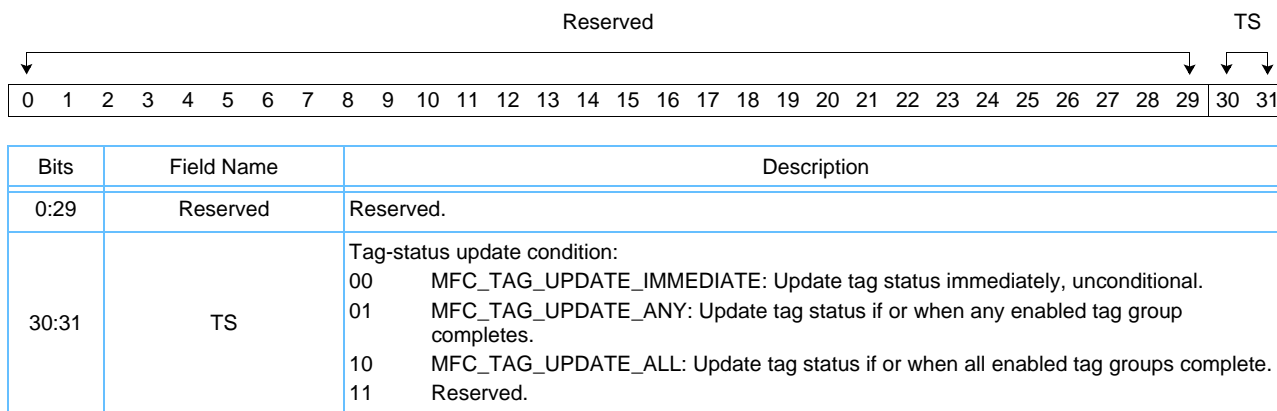 Reserved TS
0 1 2 3 4 5 6 7 8 9 10 11 12 13 14 15 16 17 18 19 20 21 22 23 24 25 26 27 28 29 30 31
Bits Field Name Description
0:29 Reserved Reserved.
30:31 TS Tag-status update condition:
00 MFC_TAG_UPDATE_IMMEDIATE: Update tag status immediately, unconditional.
01 MFC_TAG_UPDATE_ANY: Update tag status if or when any enabled tag group
completes.
10 MFC_TAG_UPDATE_ALL: Update tag status if or when all enabled tag groups complete.
11 Reserved.